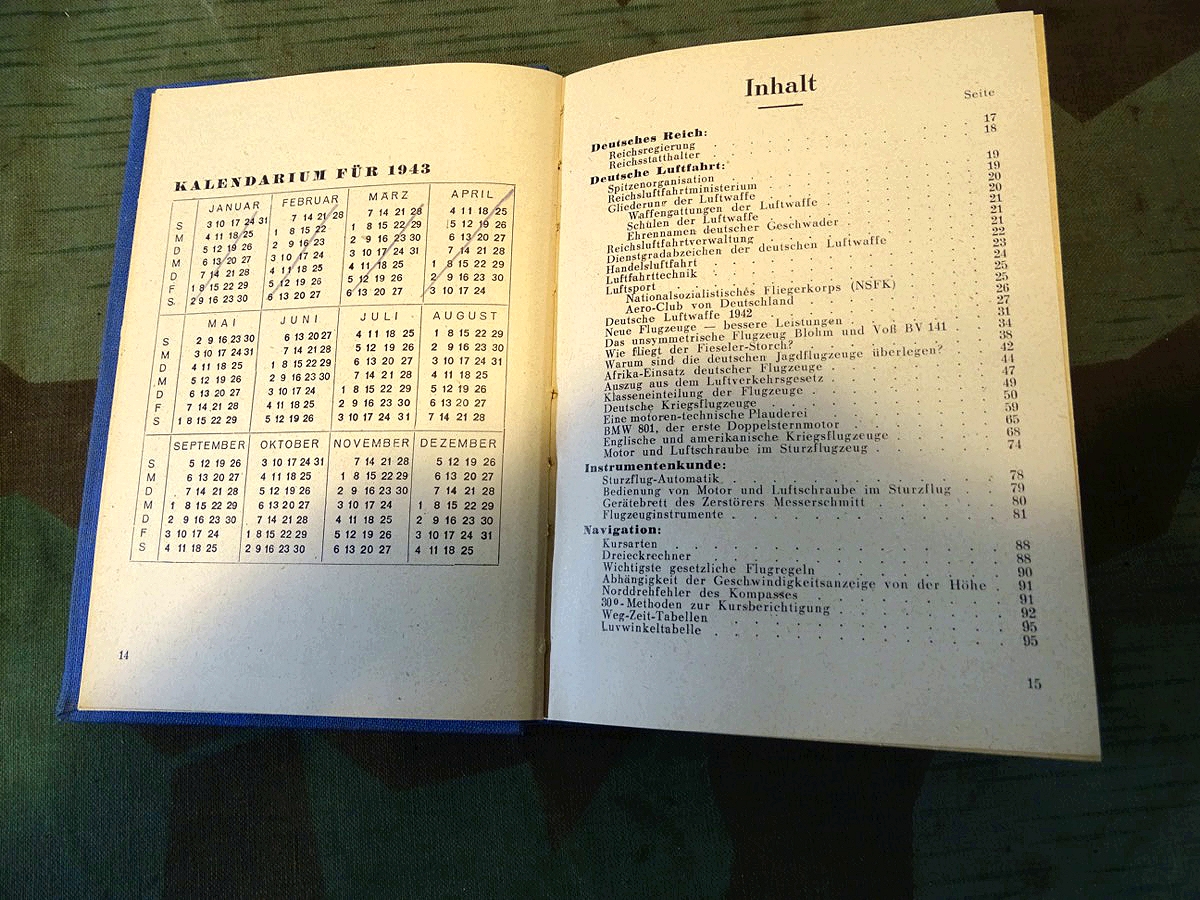 KALENDARIUM FÜR 1943
JANUAR FEBRUAR MÄRZ APRIL
S 3 10 17 24 31 7 14 21 28 7 14 21 28 4 11 18 25
M 4 11 18 25 1 8 15 22 1 8 15 22 29 5 12 19 26
D 5 12 19 26 2 9 16 23 2 9 16 23 30 6 13 20 27
M 6 13 20 27 3 10 17 24 3 10 17 24 31 7 14 21 28
D 7 14 21 28 4 11 18 25 4 11 18 25 1 8 15 22 29
F 1 8 15 22 29 5 12 19 26 5 12 19 26 2 9 16 23 30
S 2 9 16 23 30 6 13 20 27 6 13 20 27 3 10 17 24
MAI JUNI JULI AUGUST
S 2 9 16 23 30 6 13 20 27 4 11 18 25 1 8 15 22 29
M 3 10 17 24 31 7 14 21 28 5 12 19 26 2 9 16 23 30
D 4 11 18 25 1 8 15 22 29 6 13 20 27 3 10 17 24 31
M 5 12 19 26 2 9 16 23 30 7 14 21 28 4 11 18 25
D 6 13 20 27 3 10 17 24 1 8 15 22 29 5 12 19 26
F 7 14 21 28 4 11 18 25 2 9 16 23 30 6 13 20 27
S 1 8 15 22 29 5 12 19 26 3 10 17 24 31 7 14 21 28
SEPTEMBER OKTOBER NOVEMBER DEZEMBER
S 5 12 19 26 3 10 17 24 31 7 14 21 28 5 12 19 26
M 6 13 20 27 4 11 18 25 1 8 15 22 29 6 13 20 27
D 7 14 21 28 5 12 19 26 2 9 16 23 30 7 14 21 28
M 1 8 15 22 29 6 13 20 27 3 10 17 24 1 8 15 22 29
D 2 9 16 23 30 7 14 21 28 4 11 18 25 2 9 16 23 30
F 3 10 17 24 1 8 15 22 29 5 12 19 26 3 10 17 24 31
S 4 11 18 25 2 9 16 23 30 6 13 20 27 4 11 18 25
14
Inhalt
Seite
Deutsches Reich:
Reichsregierung 17
Reichsstatthalter 18
Deutsche Luftfahrt:
Spitzenorganisation 19
Reichsluftfahrtministerium 19
Gliederung der Luftwaffe 20
Waffengattungen der Luftwaffe 20
Schulen der Luftwaffe 21
Ehrennamen deutscher Geschwader 21
Reichsluftfahrtverwaltung 21
Dienstgradabzeichen der deutschen Luftwaffe 22
Handelsluftfahrt 23
Luftfahrttechnik 24
Luftsport 25
Nationalsozialistisches Fliegerkorps (NSFK) 25
Aero-Club von Deutschland 26
Deutsche Luftwaffe 1942 27
Neue Flugzeuge — bessere Leistungen 31
Das unsymmetrische Flugzeug Blohm und Voß BV 141 34
Wie fliegt der Fieseler-Storch? 38
Warum sind die deutschen Jagdflugzeuge überlegen? 42
Afrika-Einsatz deutscher Flugzeuge 44
Auszug aus dem Luftverkehrsgesetz 47
Klasseneinteilung der Flugzeuge 49
Deutsche Kriegsflugzeuge 50
Eine motoren-technische Plauderei 59
BMW 801, der erste Doppelsternmotor 65
Englische und amerikanische Kriegsflugzeuge 68
Motor und Luftschraube im Sturzflug 74
Instrumentenkunde:
Sturzflug-Automatik 78
Bedienung von Motor und Luftschraube im Sturzflug 79
Gerätebrett des Zerstörers Messerschmitt 80
Flugzeuginstrumente 81
Navigation:
Kursarten 88
Dreieckrechner 88
Wichtigste gesetzliche Flugregeln 90
Abhängigkeit der Geschwindigkeitsanzeige von der Höhe 91
Norddrehfehler des Kompasses 91
30°-Methoden zur Kursberichtigung 92
Weg-Zeit-Tabellen 95
Luvwinkeltabelle 95
15